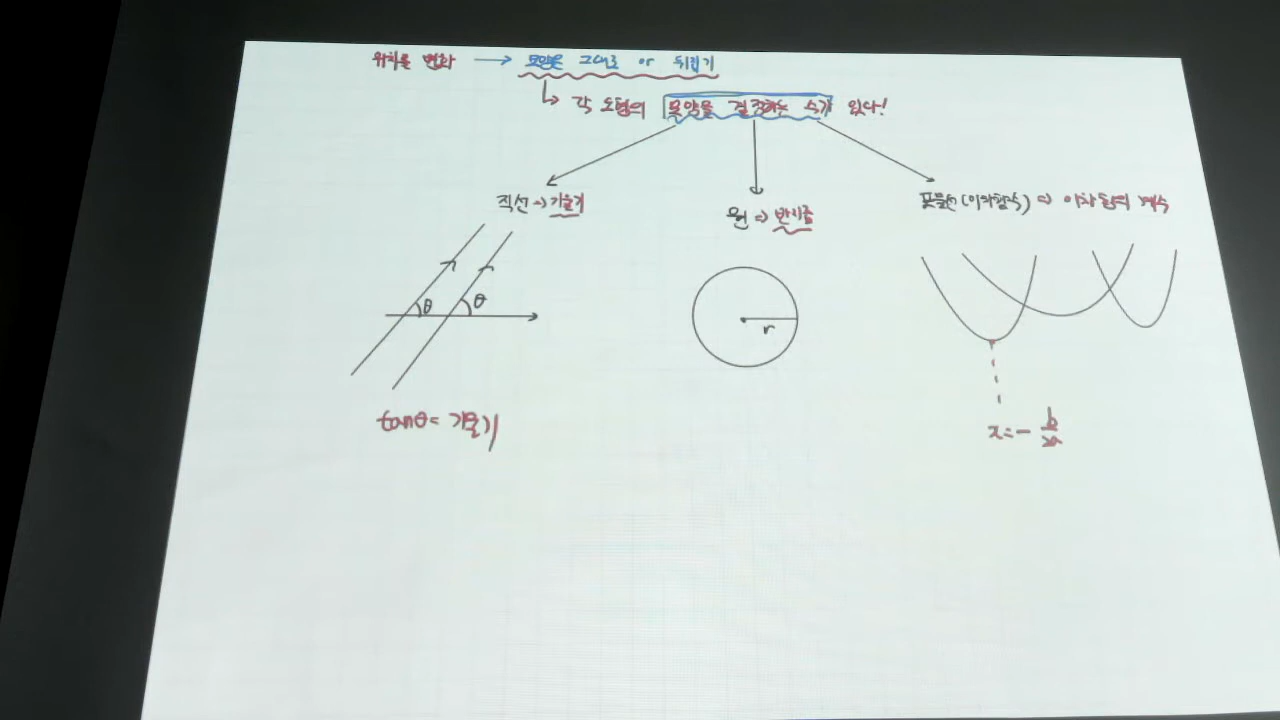 위치를 변화 → 모양은 그대로 or 뒤집기
↳ 각 도형의 모양을 결정하는 수가 있다!
직선 → 기울기
원 ⇒ 반지름
포물선(이차함수) ⇒ 이차항의 계수
θ θ
r
tanθ = 기울기
x = - b/2a